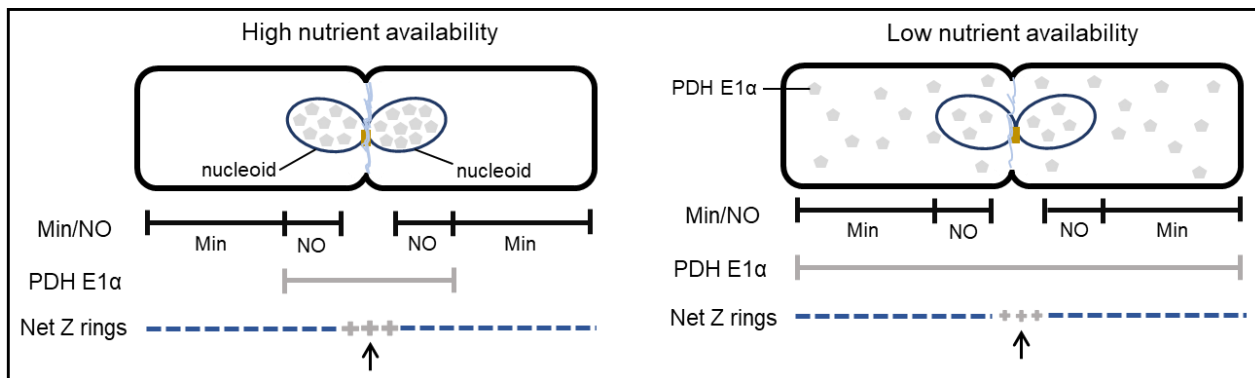 High nutrient availability
nucleoid
nucleoid
Min/NO
Min
NO
NO
Min
PDH E1α
Net Z rings
Low nutrient availability
PDH E1α
Min/NO
Min
NO
NO
Min
PDH E1α
Net Z rings